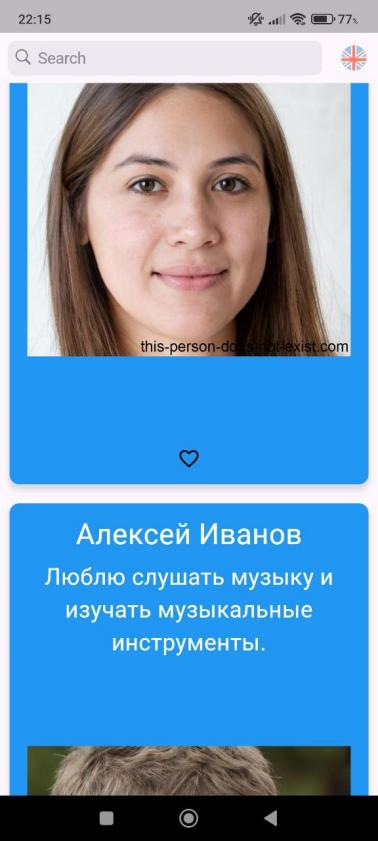 22:15
77%
Search
this-person-does-not-exist.com
Алексей Иванов
Люблю слушать музыку и
изучать музыкальные
инструменты.